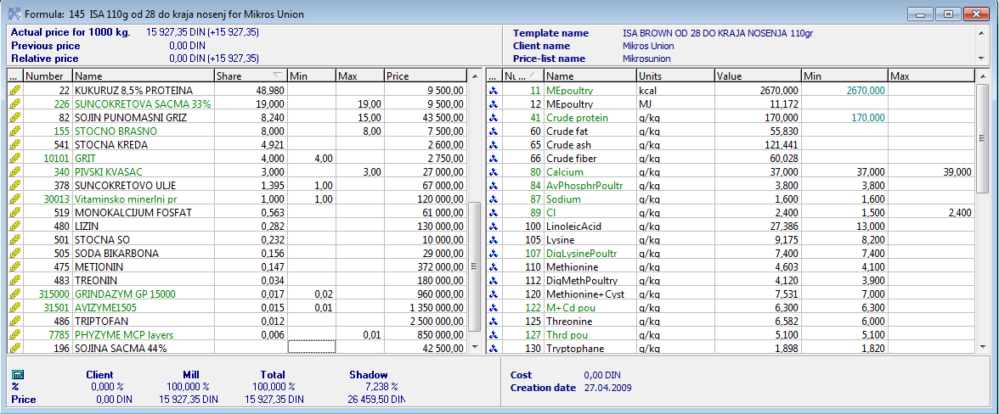 Formula: 145 ISA 110g od 28 do kraja nosenj for Mikros Union
Actual price for 1000 kg. 15 927,35 DIN (+15 927,35)
Previous price 0,00 DIN
Relative price 0,00 DIN (+15 927,35)
Template name ISA BROWN OD 28 DO KRAJA NOSENJA 110gr
Client name Mikros Union
Price-list name Mikrosunion
... Number Name Share Min Max Price
22 KUKURUZ 8,5% PROTEINA 48,980 9 500,00
226 SUNCOKRETOVA SACMA 33% 19,000 19,00 9 500,00
82 SOJIN PUNOMASNI GRIZ 8,240 15,00 43 500,00
155 STOCNO BRASNO 8,000 8,00 7 500,00
541 STOCNA KREDA 4,921 2 600,00
10101 GRIT 4,000 4,00 2 750,00
340 PIVSKI KVASAC 3,000 3,00 27 000,00
378 SUNCOKRETOVO ULJE 1,395 1,00 67 000,00
30013 Vitaminsko minerlni pr 1,000 1,00 120 000,00
519 MONOKALCIJUM FOSFAT 0,563 61 000,00
480 LIZIN 0,282 130 000,00
501 STOCNA SO 0,232 10 000,00
505 SODA BIKARBONA 0,156 29 000,00
475 METIONIN 0,147 372 000,00
483 TREONIN 0,034 180 000,00
315000 GRINDAZYM GP 15000 0,017 0,02 960 000,00
31501 AVIZYME1505 0,015 0,01 1 350 000,00
486 TRIPTOFAN 0,012 2 500 000,00
7785 PHYZYME MCP layers 0,006 0,01 850 000,00
196 SOJINA SACMA 44% 42 500,00
... Nu... Name Units Value Min Max
11 MEpoultry kcal 2670,000 2670,000
12 MEpoultry MJ 11,172
41 Crude protein g/kg 170,000 170,000
60 Crude fat g/kg 55,830
65 Crude ash g/kg 121,441
66 Crude fiber g/kg 60,028
80 Calcium g/kg 37,000 37,000 39,000
84 AvPhosphrPoultr g/kg 3,800 3,800
87 Sodium g/kg 1,600 1,600
89 Cl g/kg 2,400 1,500 2,400
100 LinoleicAcid g/kg 27,386 13,000
105 Lysine g/kg 9,175 8,200
107 DigLysinePoultr g/kg 7,400 7,400
110 Methionine g/kg 4,603 4,100
112 DigMethPoultry g/kg 4,120 3,900
120 Methionine+Cyst g/kg 7,531 7,000
122 M+Cd pou g/kg 6,300 6,300
125 Threonine g/kg 6,582 6,000
127 Thrd pou g/kg 5,100 5,100
130 Tryptophane g/kg 1,898 1,820
Client Mill Total Shadow
% 0,000 % 100,000 % 100,000 % 7,238 %
Price 0,00 DIN 15 927,35 DIN 15 927,35 DIN 26 459,50 DIN
Cost 0,00 DIN
Creation date 27.04.2009